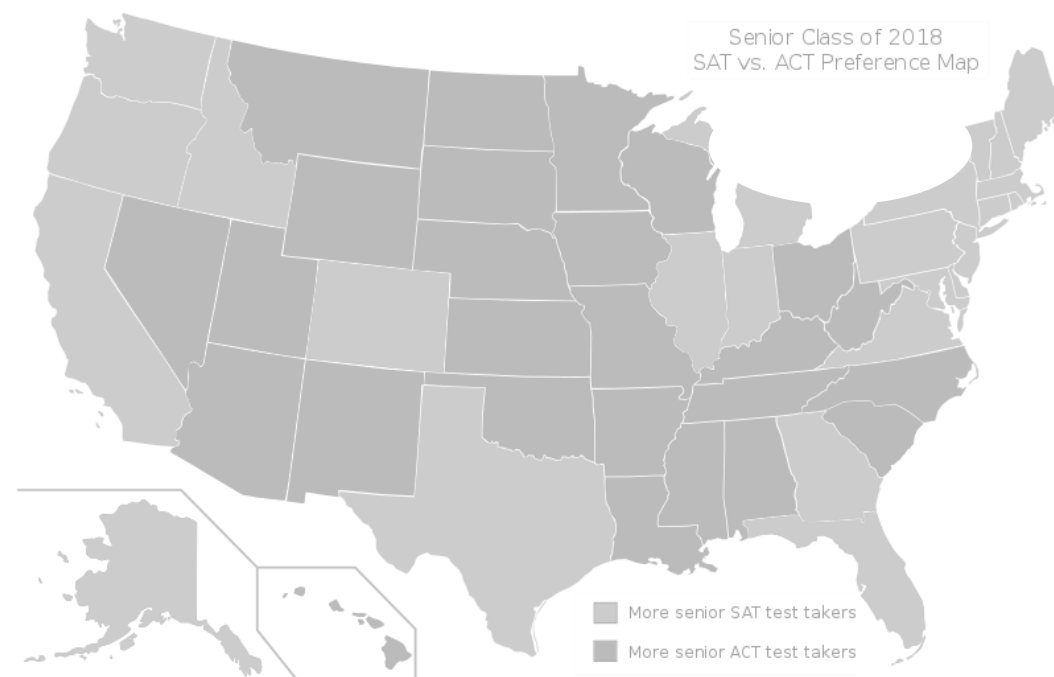 Senior Class of 2018
SAT vs. ACT Preference Map
More senior SAT test takers
More senior ACT test takers